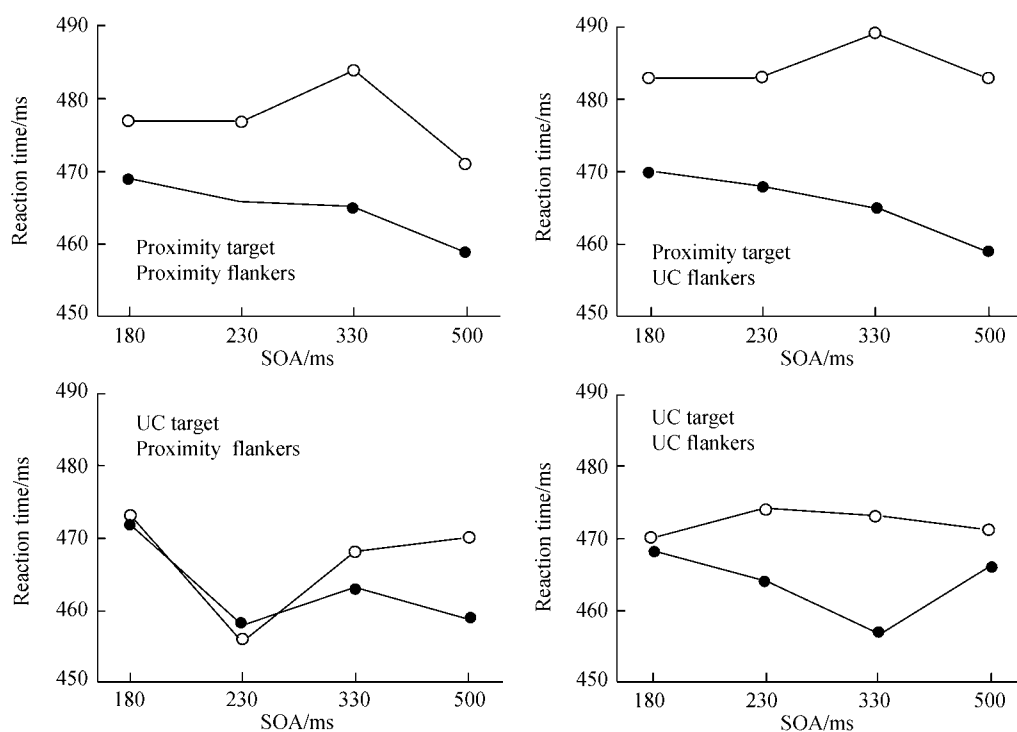 490
480
470
460
450
Reaction time/ms
Proximity target
Proximity flankers
180 230 330 500
SOA/ms
490
480
470
460
450
Reaction time/ms
Proximity target
UC flankers
180 230 330 500
SOA/ms
490
480
470
460
450
Reaction time/ms
UC target
Proximity flankers
180 230 330 500
SOA/ms
490
480
470
460
450
Reaction time/ms
UC target
UC flankers
180 230 330 500
SOA/ms